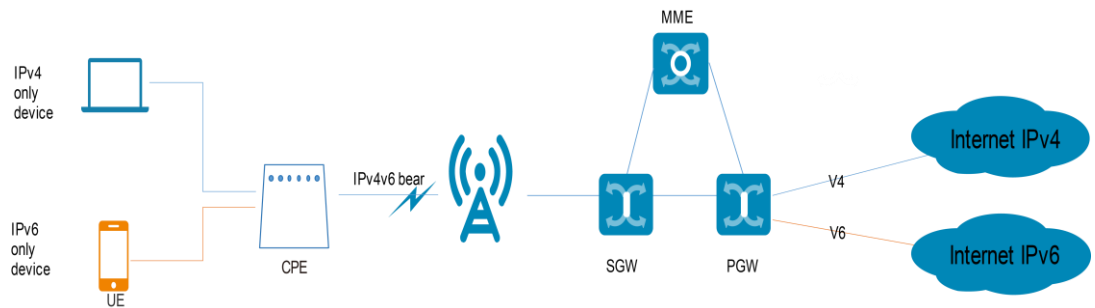 MME
IPv4
only
device
Internet IPv4
IPv4v6 bear
V4
IPv6
only
device
V6
Internet IPv6
CPE
SGW
PGW
UE